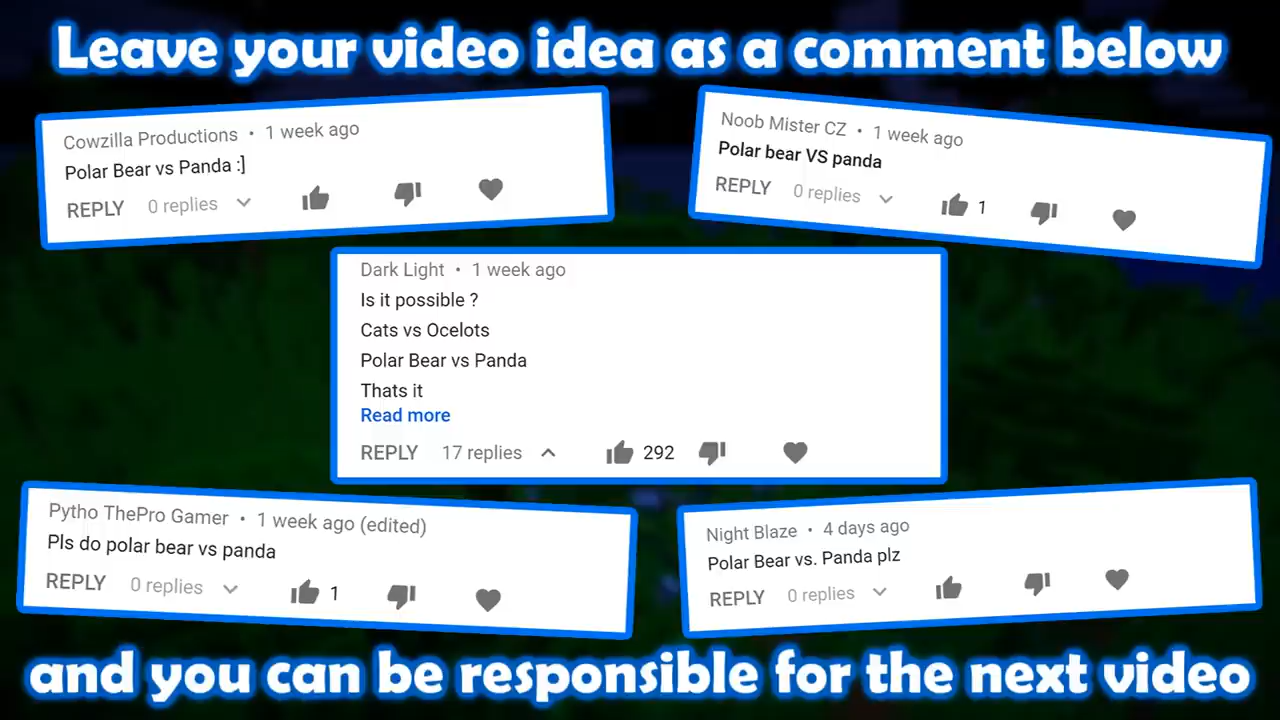 Leave your video idea as a comment below
Cowzilla Productions • 1 week ago
Polar Bear vs Panda :]
REPLY 0 replies
Noob Mister CZ • 1 week ago
Polar bear VS panda
REPLY 0 replies 1
Dark Light • 1 week ago
Is it possible ?
Cats vs Ocelots
Polar Bear vs Panda
Thats it
Read more
REPLY 17 replies 292
Pytho ThePro Gamer • 1 week ago (edited)
Pls do polar bear vs panda
REPLY 0 replies 1
Night Blaze • 4 days ago
Polar Bear vs. Panda plz
REPLY 0 replies
and you can be responsible for the next video